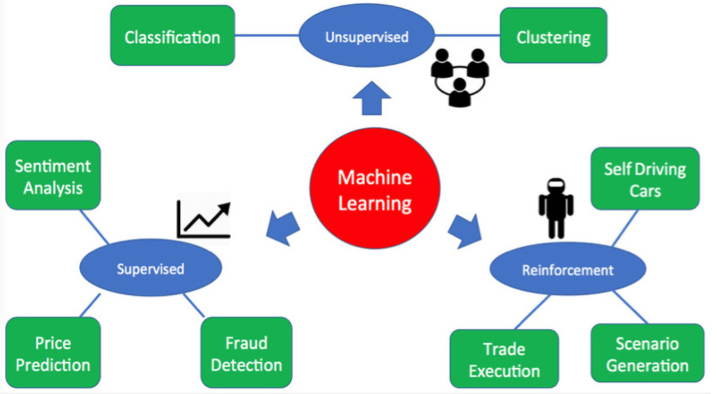 Classification
Unsupervised
Clustering
Machine
Learning
Sentiment
Analysis
Self Driving
Cars
Supervised
Reinforcement
Price
Prediction
Fraud
Detection
Trade
Execution
Scenario
Generation